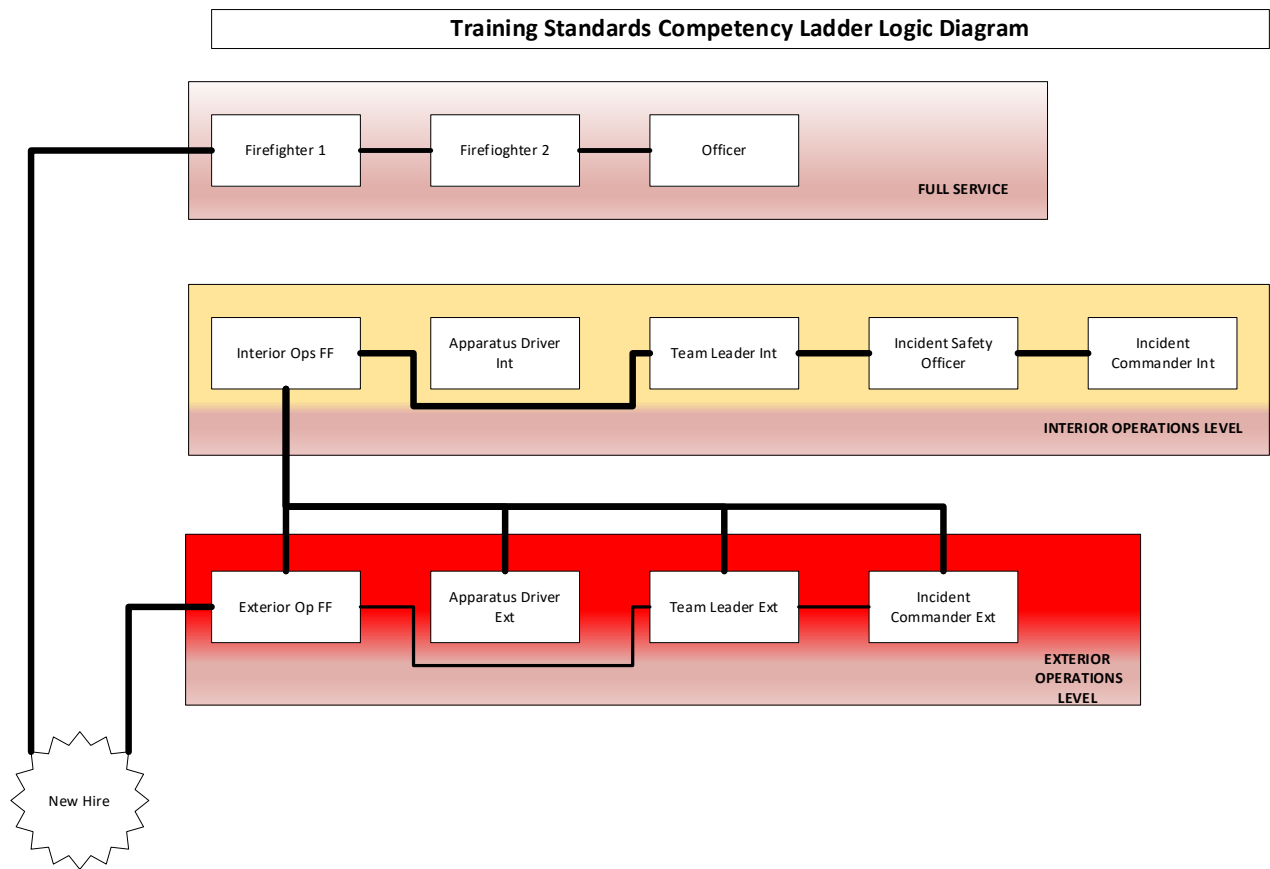 Training Standards Competency Ladder Logic Diagram
Firefighter 1
Firefioghter 2
Officer
FULL SERVICE
Interior Ops FF
Apparatus Driver
Int
Team Leader Int
Incident Safety
Officer
Incident
Commander Int
INTERIOR OPERATIONS LEVEL
Exterior Op FF
Apparatus Driver
Ext
Team Leader Ext
Incident
Commander Ext
EXTERIOR
OPERATIONS
LEVEL
New Hire